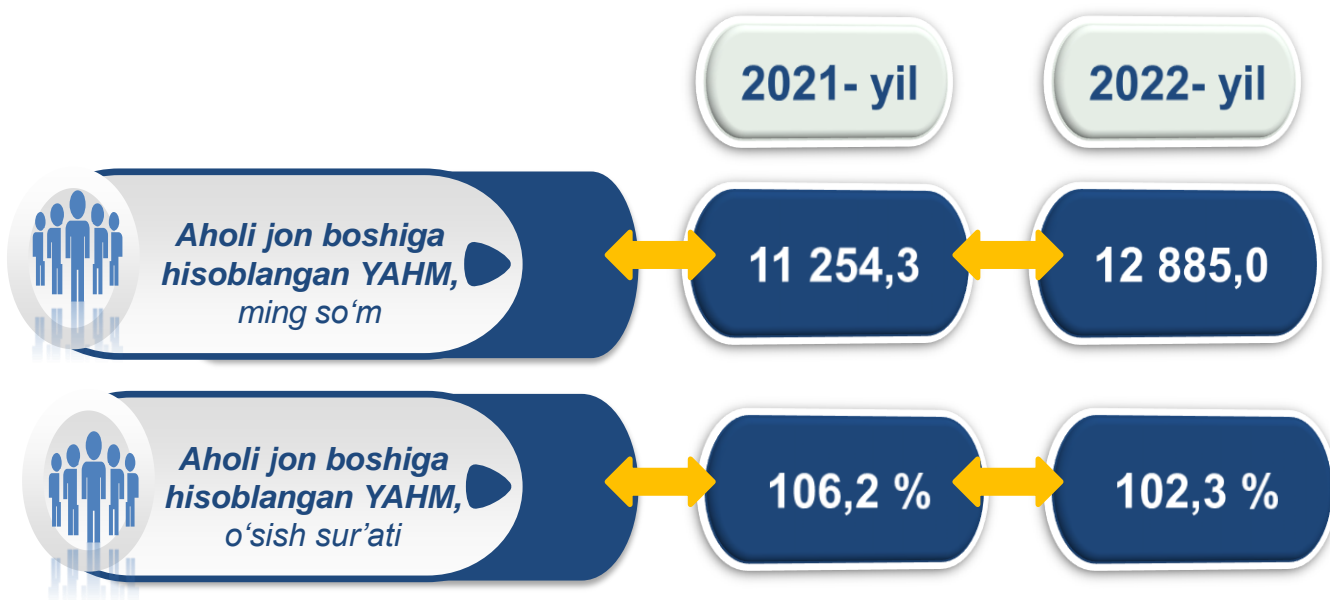 2021- yil
2022- yil
Aholi jon boshiga
hisoblangan YAHM,
ming so‘m
11 254,3
12 885,0
Aholi jon boshiga
hisoblangan YAHM,
o‘sish sur’ati
106,2 %
102,3 %